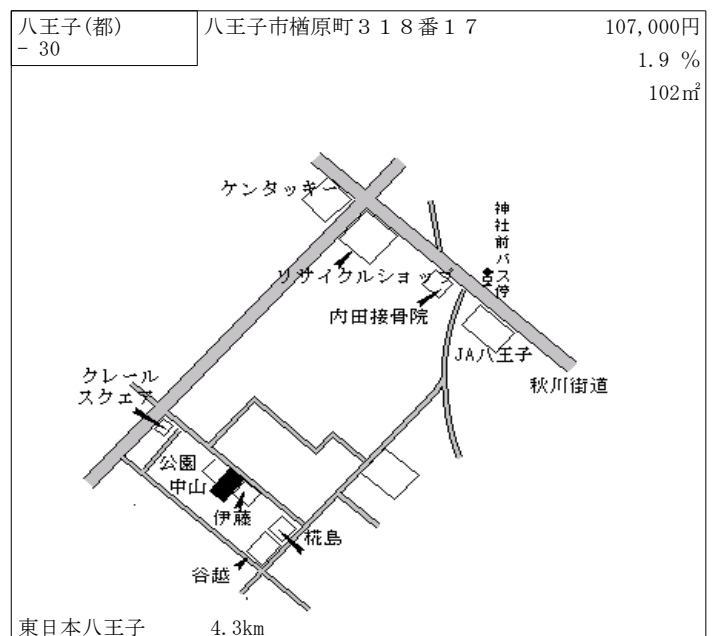 八王子(都)
- 30
八王子市楢原町３１８番１７
107,000円
1.9 %
102㎡
ケンタッキー
神社前バス停
リサイクルショップ
内田接骨院
JA八王子
秋川街道
クレール
スクエア
公園
中山
伊藤
椛島
谷越
東日本八王子 4.3km